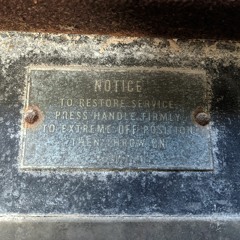 NOTICE
TO RESTORE SERVICE,
PRESS HANDLE FIRMLY
TO EXTREME OFF POSITION
THEN THROW ON